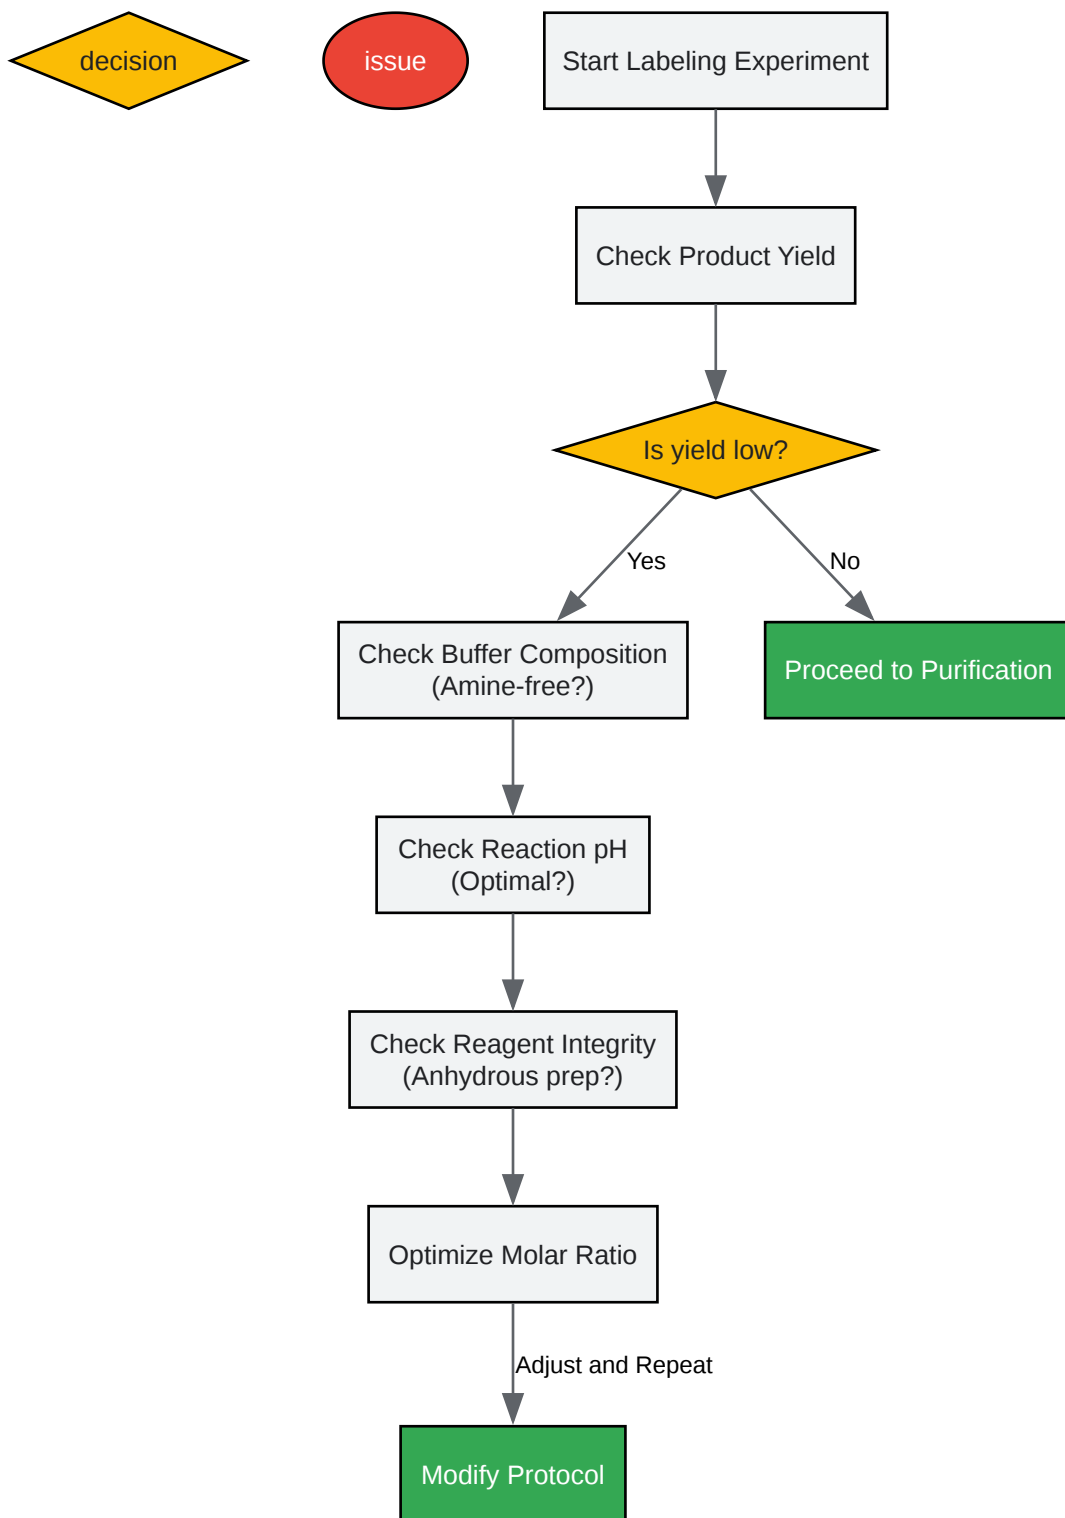 decision
issue
Start Labeling Experiment
Check Product Yield
Is yield low?
Yes
No
Check Buffer Composition
(Amine-free?)
Proceed to Purification
Check Reaction pH
(Optimal?)
Check Reagent Integrity
(Anhydrous prep?)
Optimize Molar Ratio
Adjust and Repeat
Modify Protocol